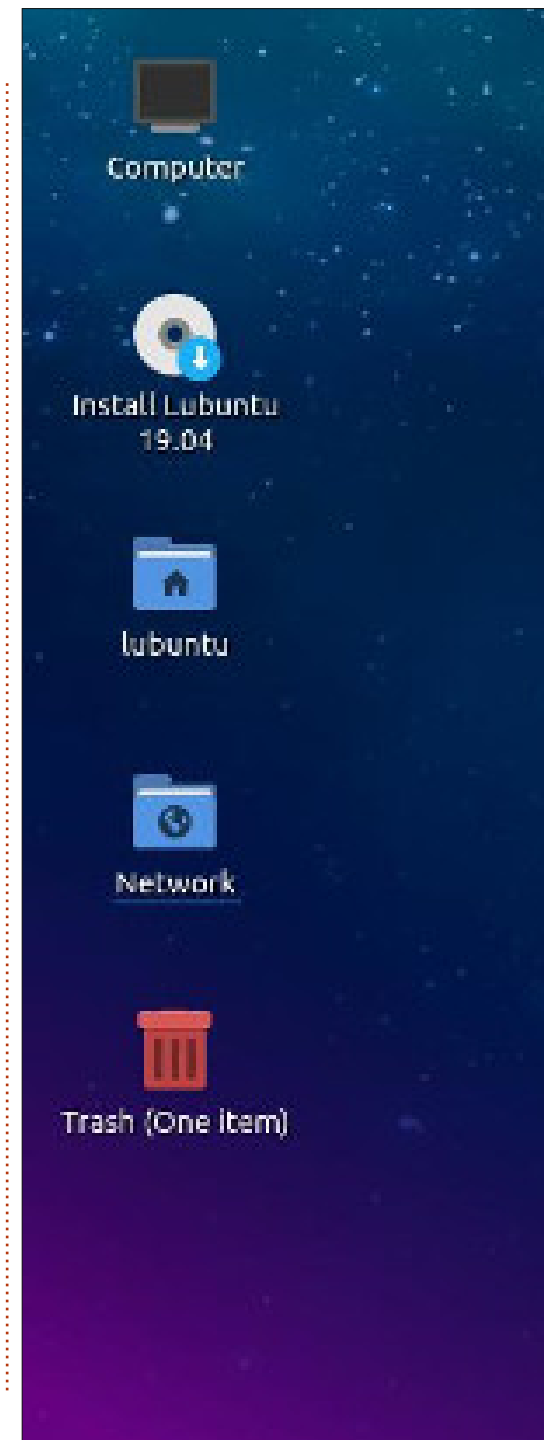 Computer
Install Lubuntu
19.04
lubuntu
Network
Trash (One item)